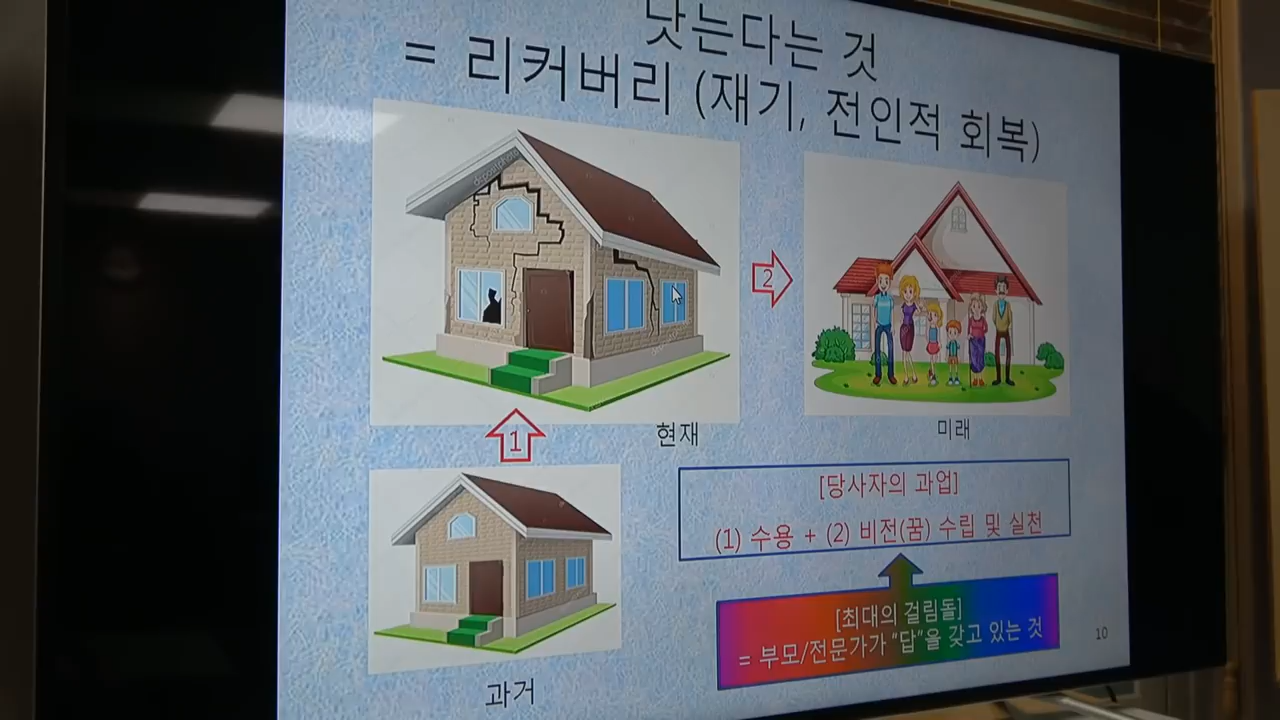 낫는다는 것
= 리커버리 (재기, 전인적 회복)
2
현재
미래
1
과거
[당사자의 과업]
(1) 수용 + (2) 비전(꿈) 수립 및 실천
[최대의 걸림돌]
= 부모/전문가가 "답"을 갖고 있는 것
10